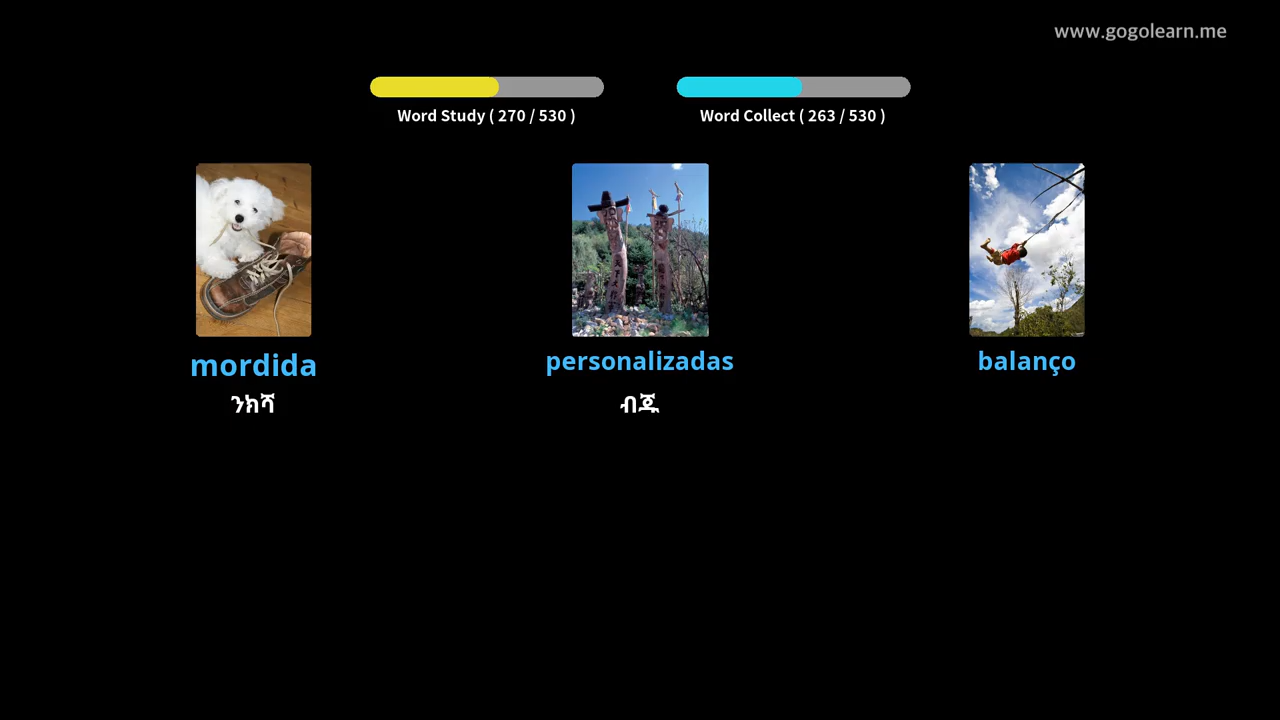 www.gogolearn.me
Word Study ( 270 / 530 )
Word Collect ( 263 / 530 )
mordida
personalizadas
balanço
ንክሻ
ብጁ